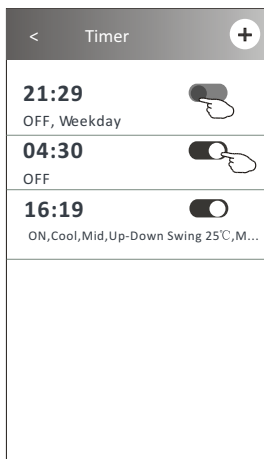 < Timer +
21:29
OFF, Weekday
04:30
OFF
16:19
ON,Cool,Mid,Up-Down Swing 25℃,M...